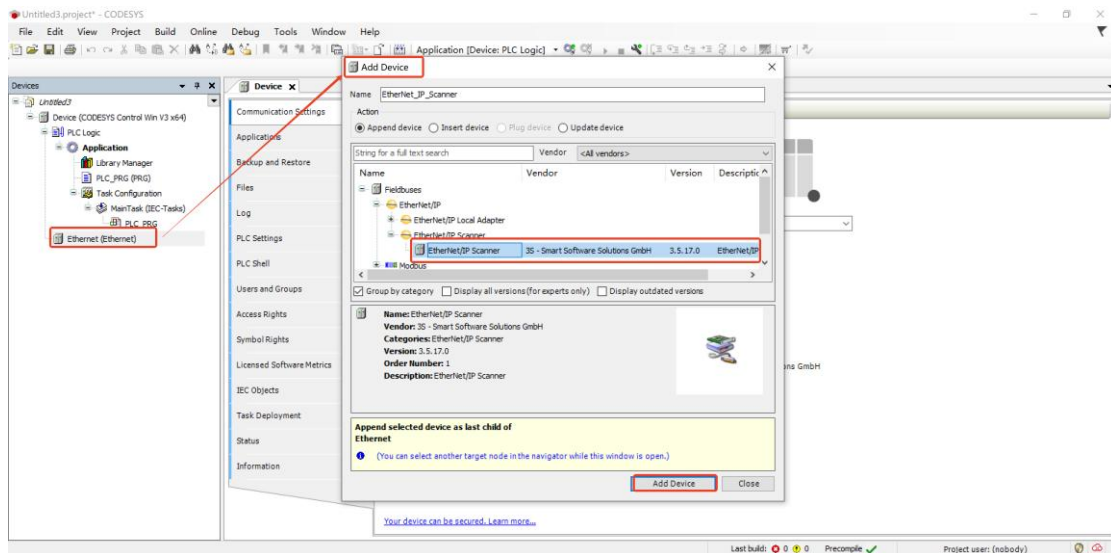 Untitled3.project* - CODESYS
File Edit View Project Build Online Debug Tools Window Help
Application [Device: PLC Logic]
Devices
Untitled3
Device (CODESYS Control Win V3 x64)
PLC Logic
Application
Library Manager
PLC_PRG (PRG)
Task Configuration
MainTask (IEC-Tasks)
PLC_PRG
Ethernet (Ethernet)
Device
Communication Settings
Applications
Backup and Restore
Files
Log
PLC Settings
PLC Shell
Users and Groups
Access Rights
Symbol Rights
Licensed Software Metrics
IEC Objects
Task Deployment
Status
Information
Add Device
Name EtherNet_IP_Scanner
Action
Append device Insert device Plug device Update device
String for a full text search Vendor <All vendors>
Name Vendor Version Descriptic
Fieldbuses
EtherNet/IP
EtherNet/IP Local Adapter
EtherNet/IP Scanner
EtherNet/IP Scanner 3S - Smart Software Solutions GmbH 3.5.17.0 EtherNet/IP
Modbus
Group by category Display all versions(for experts only) Display outdated versions
Name: EtherNet/IP Scanner
Vendor: 3S - Smart Software Solutions GmbH
Categories: EtherNet/IP Scanner
Version: 3.5.17.0
Order Number: 1
Description: EtherNet/IP Scanner
Append selected device as last child of
Ethernet
(You can select another target node in the navigator while this window is open.)
Add Device Close
ons GmbH
Your device can be secured. Learn more...
Last build: 0 0 Precompile Project user: (nobody)